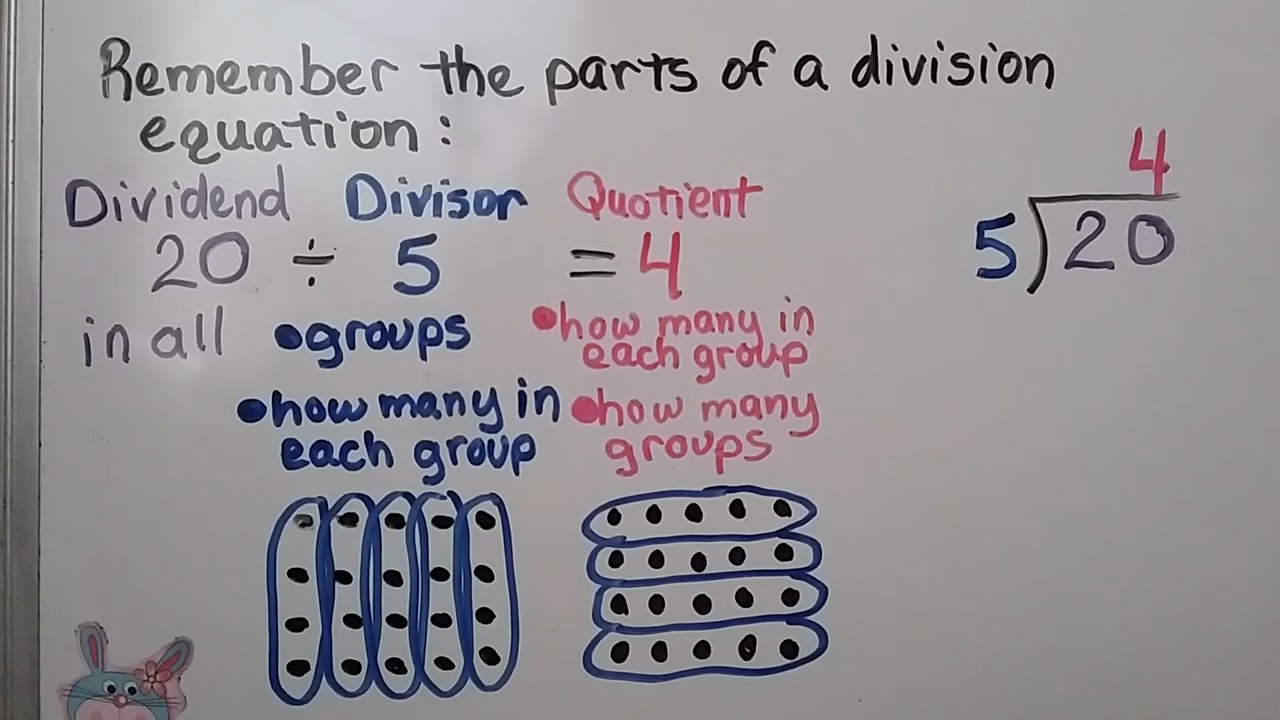 Remember the parts of a division
equation:
Dividend Divisor Quotient
20 ÷ 5 = 4
in all
•groups
•how many in
each group
•how many in
each group
•how many
groups
4
5)20